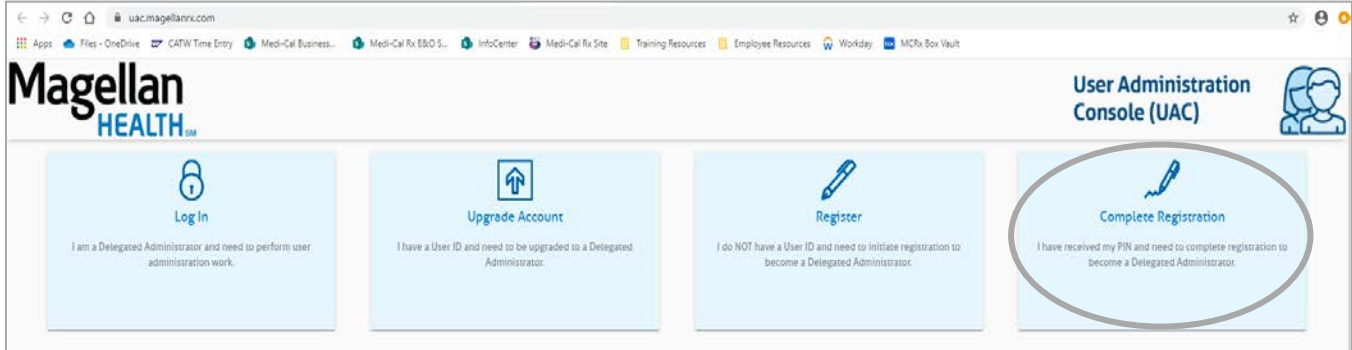 uac.magellanrx.com
Apps Files - OneDrive CATW Time Entry Medi-Cal Business... Medi-Cal Rx E&O S... InfoCenter Medi-Cal Rx Site Training Resources Employee Resources Workday MCRx Box Vault
Magellan
HEALTH SM
User Administration
Console (UAC)
Log In
I am a Delegated Administrator and need to perform user
administration work.
Upgrade Account
I have a User ID and need to be upgraded to a Delegated
Administrator.
Register
I do NOT have a User ID and need to initiate registration to
become a Delegated Administrator.
Complete Registration
I have received my PIN and need to complete registration to
become a Delegated Administrator.